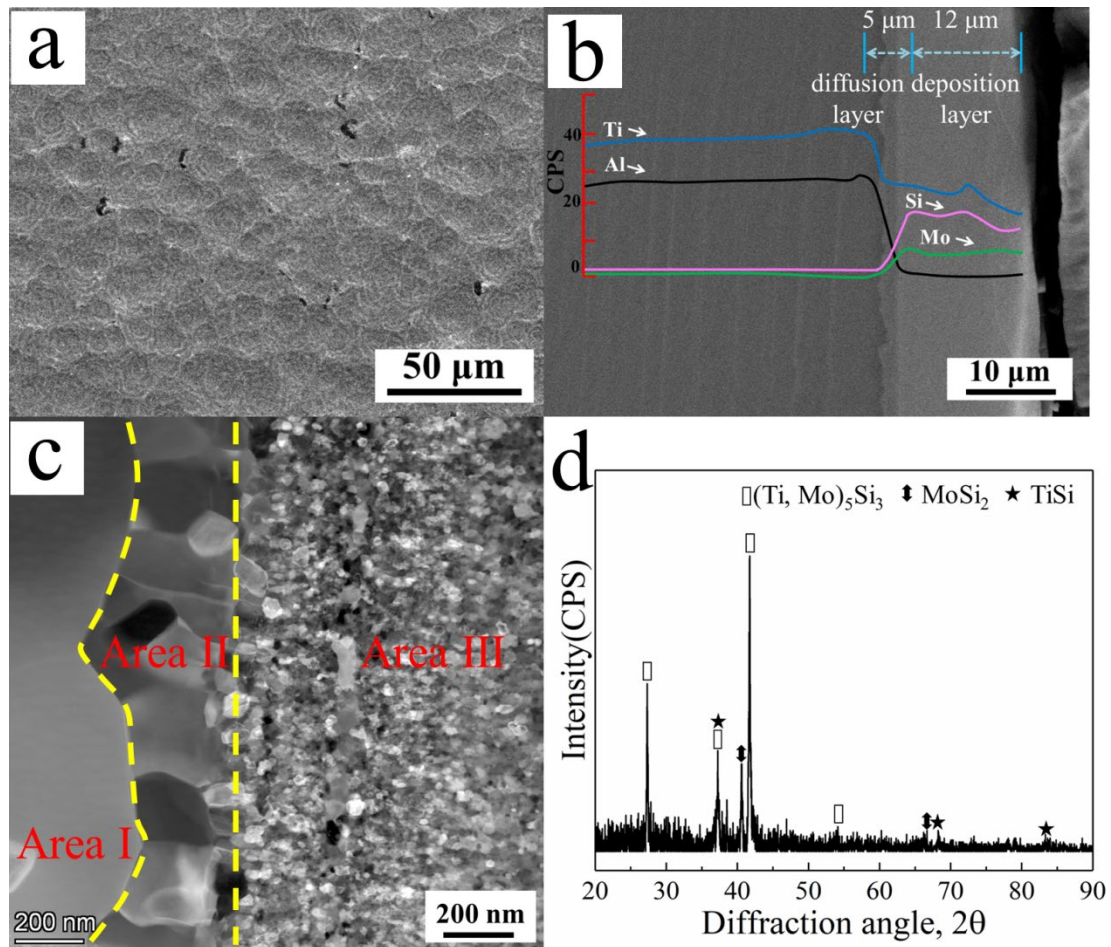 a
50 μm
b
5 μm 12 μm
diffusion deposition
layer layer
CPS
40
20
0
Ti
Al
Si
Mo
10 μm
c
Area I
Area II
Area III
200 nm
200 nm
d
(Ti, Mo)₅Si₃ MoSi₂ TiSi
Intensity(CPS)
20 30 40 50 60 70 80 90
Diffraction angle, 2θ